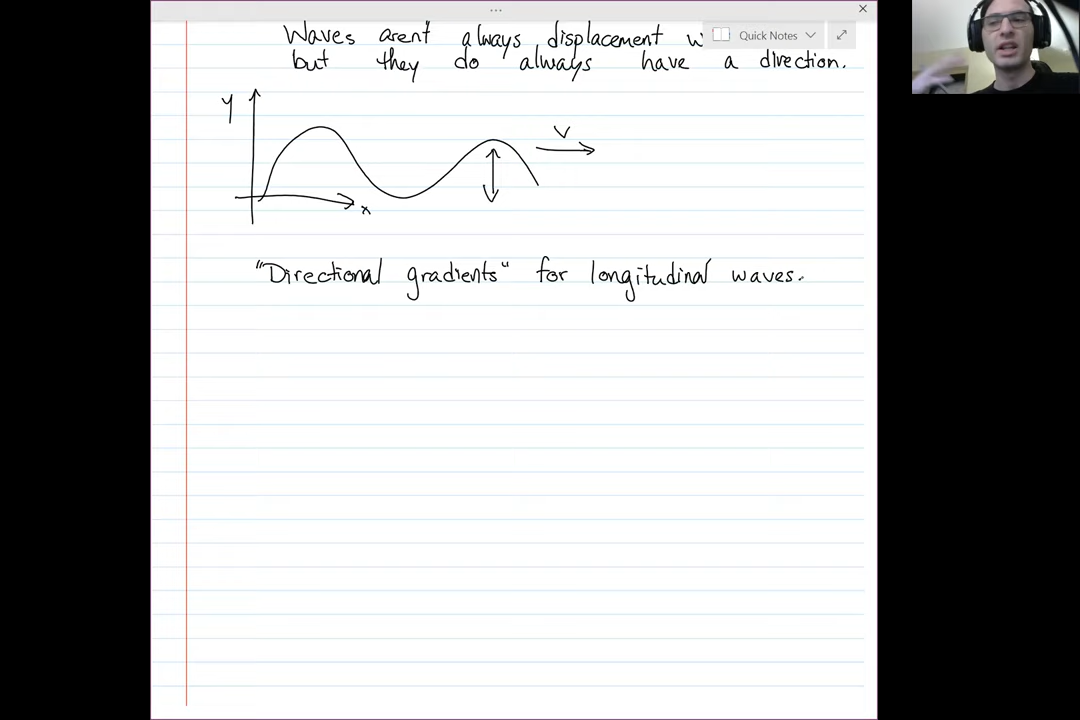 Waves aren't always displacement w
Quick Notes
but they do always have a direction.
y
v
x
"Directional gradients" for longitudinal waves.